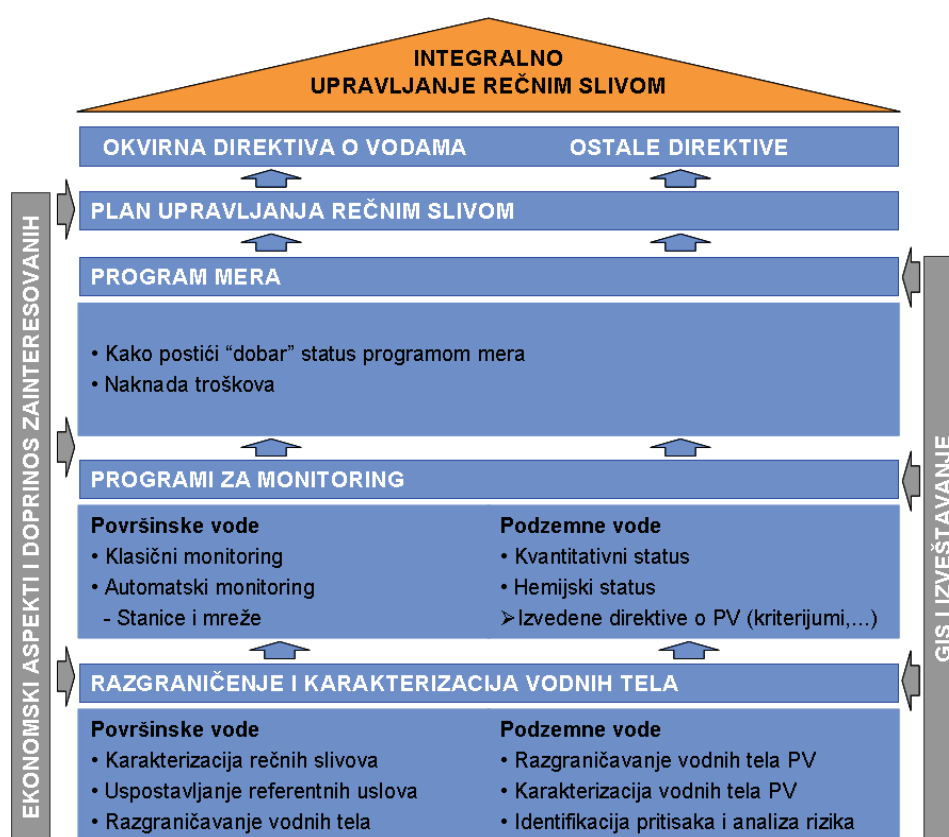 INTEGRALNO
UPRAVLJANJE REČNIM SLIVOM
OKVIRNA DIREKTIVA O VODAMA
OSTALE DIREKTIVE
PLAN UPRAVLJANJA REČNIM SLIVOM
PROGRAM MERA
• Kako postići “dobar” status programom mera
• Naknada troškova
PROGRAMI ZA MONITORING
Površinske vode
• Klasični monitoring
• Automatski monitoring
- Stanice i mreže
Podzemne vode
• Kvantitativni status
• Hemijski status
➢Izvedene direktive o PV (kriterijumi,...)
RAZGRANIČENJE I KARAKTERIZACIJA VODNIH TELA
Površinske vode
• Karakterizacija rečnih slivova
• Uspostavljanje referentnih uslova
• Razgraničavanje vodnih tela
Podzemne vode
• Razgraničavanje vodnih tela PV
• Karakterizacija vodnih tela PV
• Identifikacija pritisaka i analiza rizika
EKONOMSKI ASPEKTI I DOPRINOS ZAINTERESOVANIH
GIS I IZVEŠTAVANJE